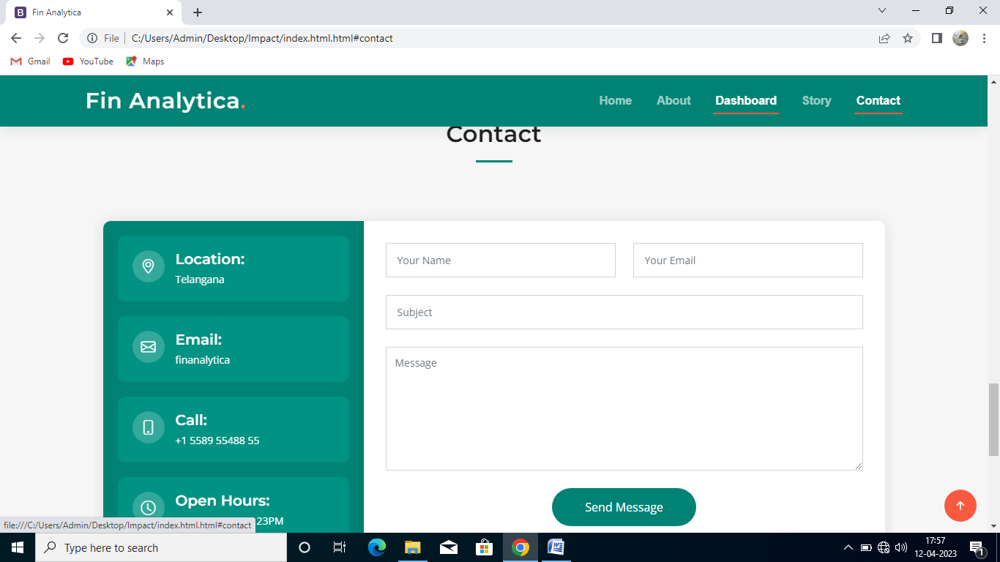 Fin Analytica
File C:/Users/Admin/Desktop/Impact/index.html.html#contact
Gmail YouTube Maps
Fin Analytica. Home About Dashboard Story Contact
Contact
Location:
Telangana
Email:
finanalytica
Call:
+1 5589 55488 55
Open Hours:
23PM
Your Name Your Email
Subject
Message
Send Message
file:///C:/Users/Admin/Desktop/Impact/index.html.html#contact
Type here to search
17:57
12-04-2023
1